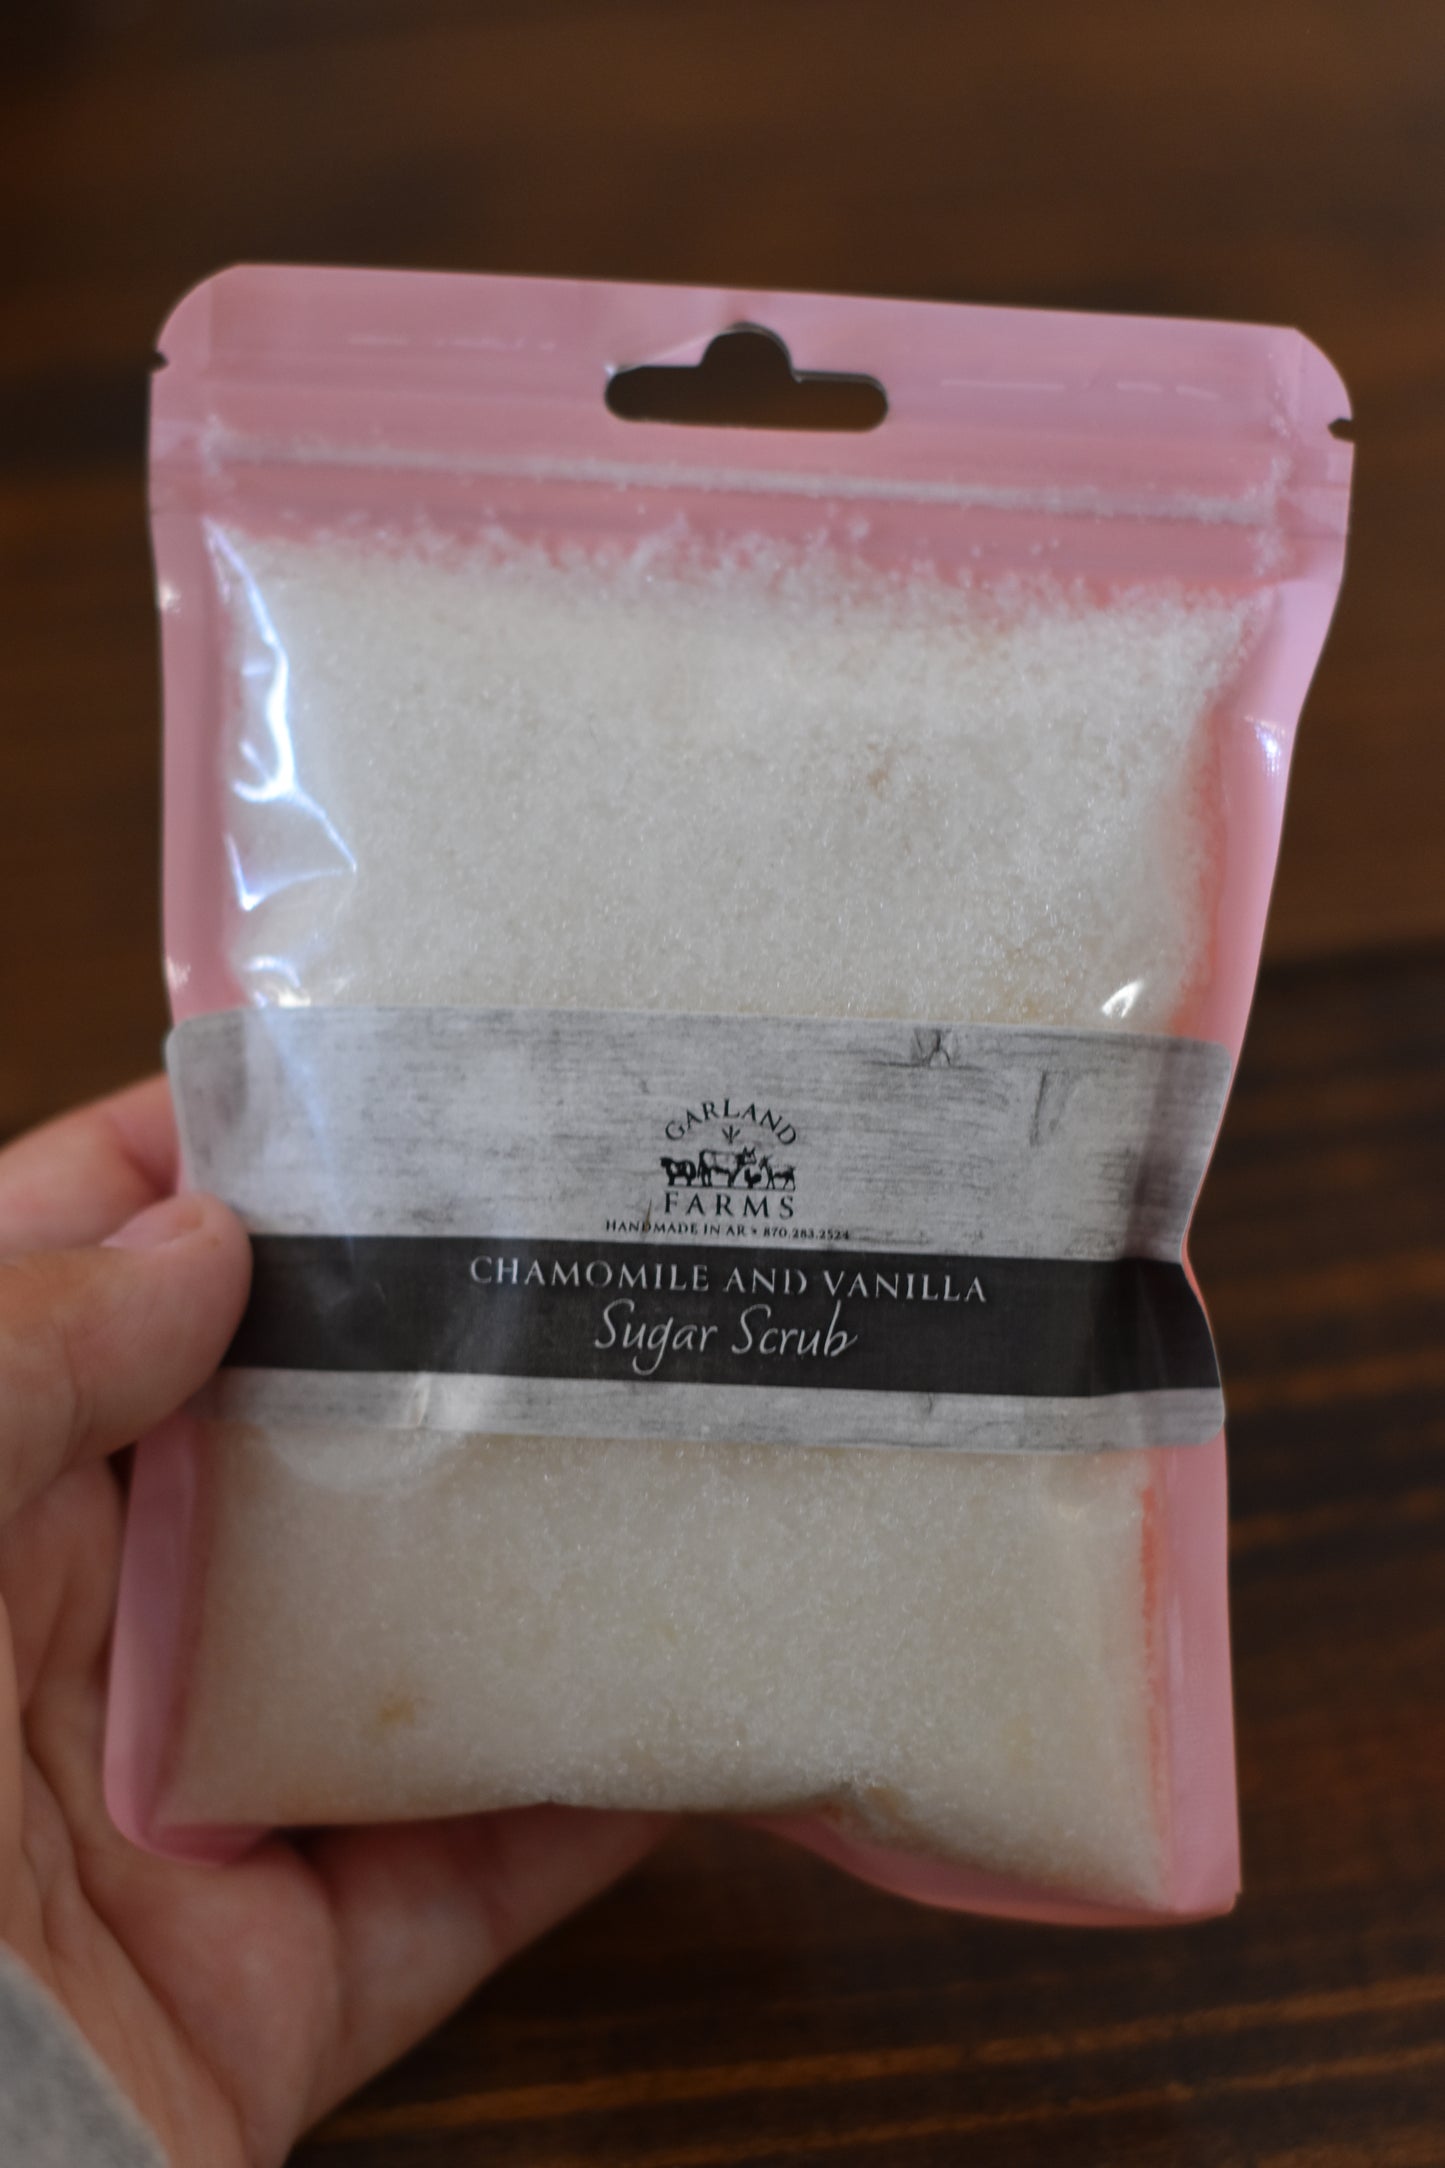 GARLAND
FARMS
HANDMADE IN AR • 870.283.2524
CHAMOMILE AND VANILLA
Sugar Scrub